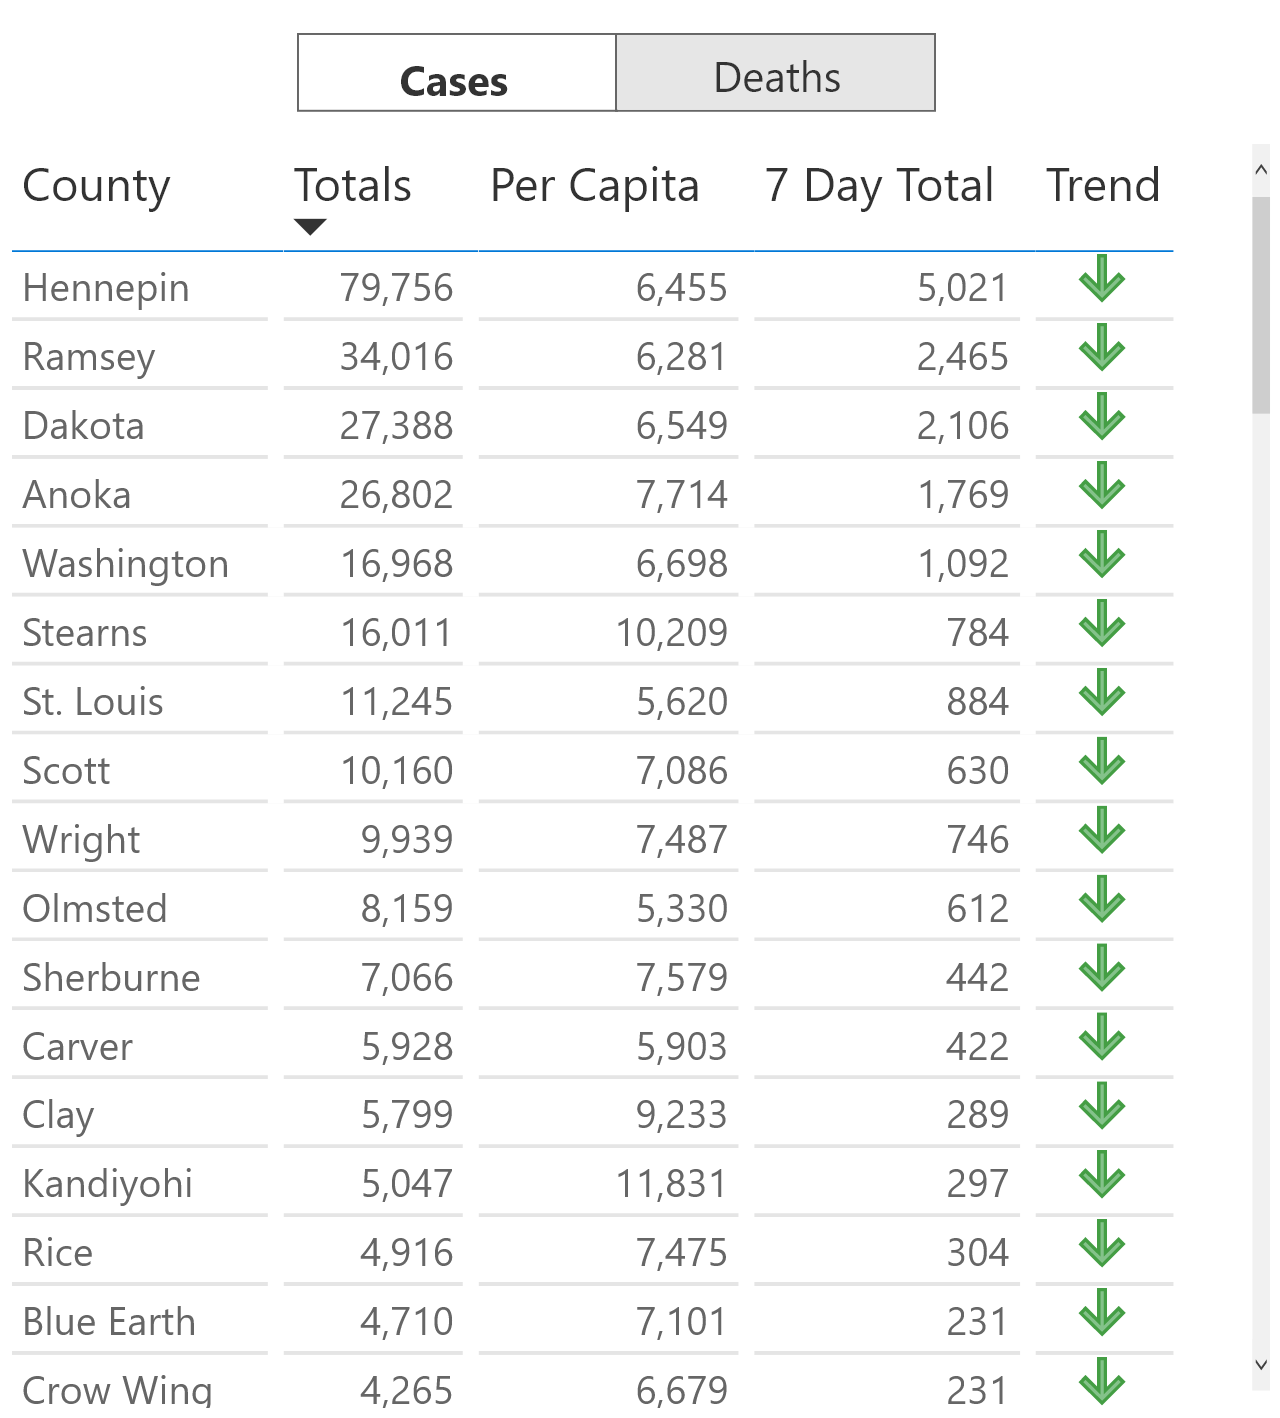 Cases Deaths
County Totals Per Capita 7 Day Total Trend
Hennepin 79,756 6,455 5,021
Ramsey 34,016 6,281 2,465
Dakota 27,388 6,549 2,106
Anoka 26,802 7,714 1,769
Washington 16,968 6,698 1,092
Stearns 16,011 10,209 784
St. Louis 11,245 5,620 884
Scott 10,160 7,086 630
Wright 9,939 7,487 746
Olmsted 8,159 5,330 612
Sherburne 7,066 7,579 442
Carver 5,928 5,903 422
Clay 5,799 9,233 289
Kandiyohi 5,047 11,831 297
Rice 4,916 7,475 304
Blue Earth 4,710 7,101 231
Crow Wing 4,265 6,679 231